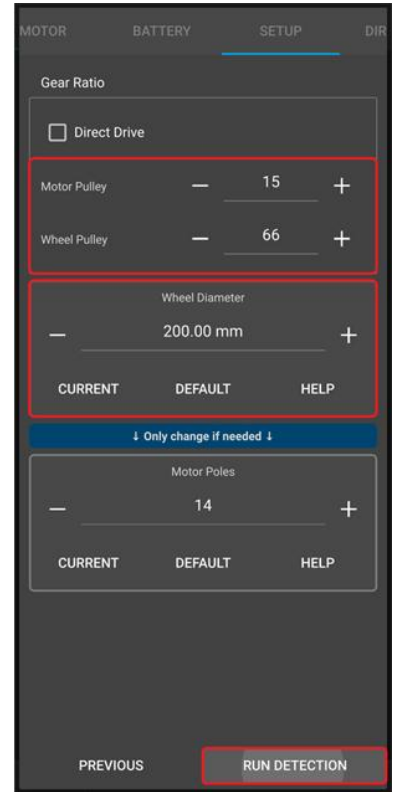 MOTOR BATTERY SETUP DIR
Gear Ratio
Direct Drive
Motor Pulley — 15 +
Wheel Pulley — 66 +
Wheel Diameter
— 200.00 mm +
CURRENT DEFAULT HELP
↓ Only change if needed ↓
Motor Poles
— 14 +
CURRENT DEFAULT HELP
PREVIOUS RUN DETECTION